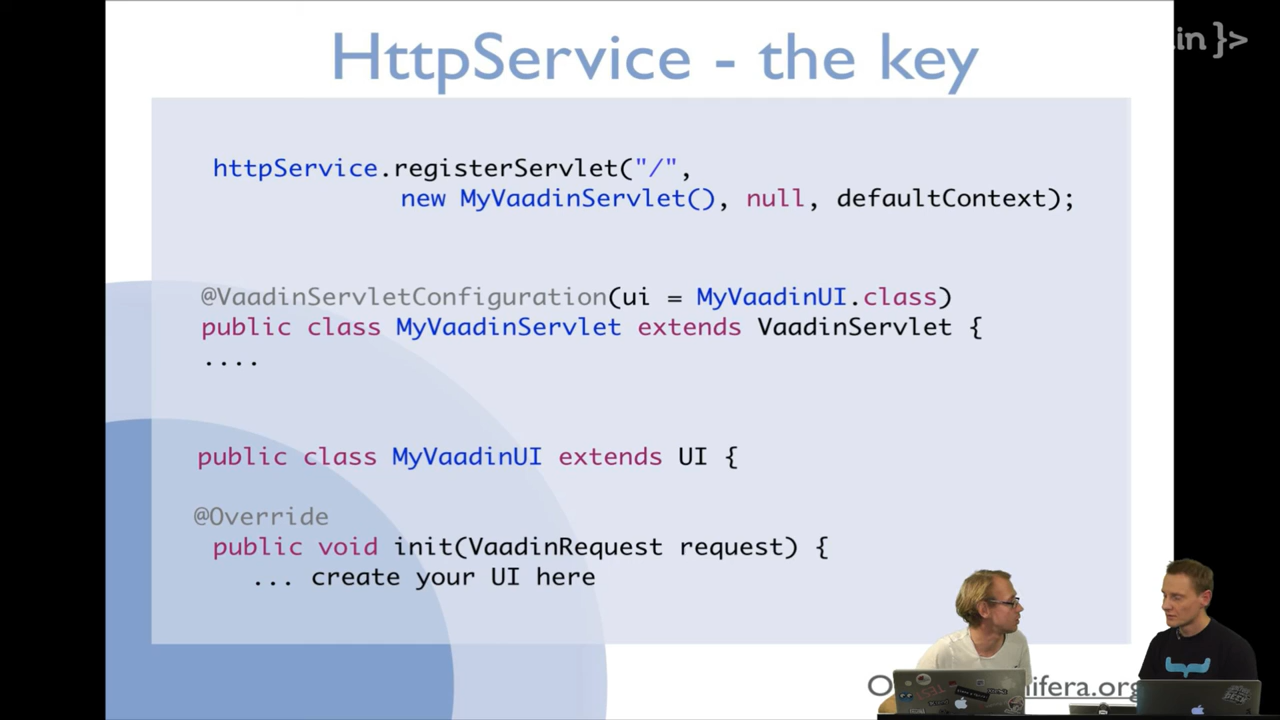 HttpService - the key
httpService.registerServlet("/",
new MyVaadinServlet(), null, defaultContext);
@VaadinServletConfiguration(ui = MyVaadinUI.class)
public class MyVaadinServlet extends VaadinServlet {
....
public class MyVaadinUI extends UI {
@Override
public void init(VaadinRequest request) {
... create your UI here